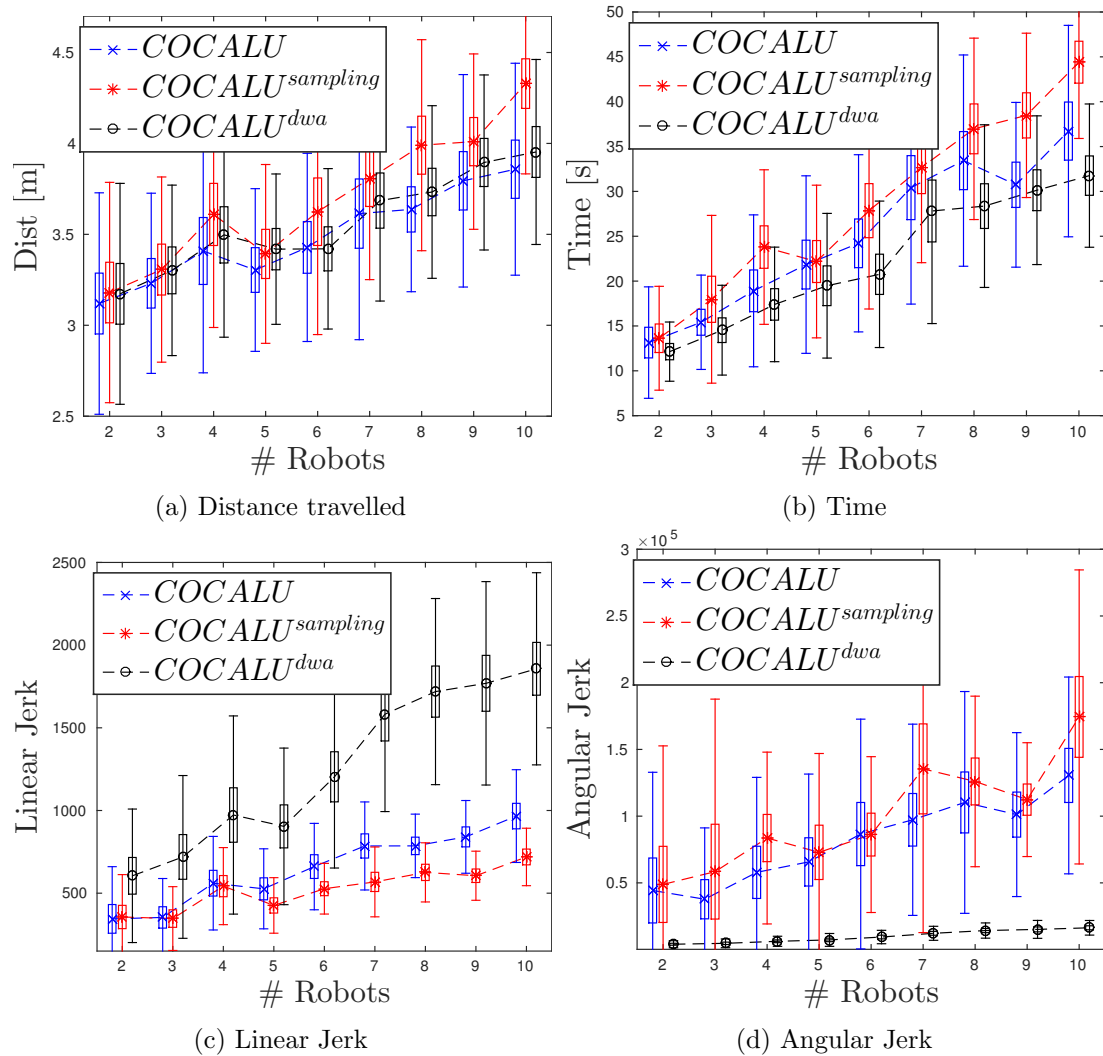 4.5
4
3.5
3
2.5
Dist [m]
COCALU
COCALU^sampling
COCALU^dwa
2 3 4 5 6 7 8 9 10
# Robots
(a) Distance travelled
50
45
40
35
30
25
20
15
10
5
Time [s]
COCALU
COCALU^sampling
COCALU^dwa
2 3 4 5 6 7 8 9 10
# Robots
(b) Time
2500
2000
1500
1000
500
Linear Jerk
COCALU
COCALU^sampling
COCALU^dwa
2 3 4 5 6 7 8 9 10
# Robots
(c) Linear Jerk
×10^5
3
2.5
2
1.5
1
0.5
Angular Jerk
COCALU
COCALU^sampling
COCALU^dwa
2 3 4 5 6 7 8 9 10
# Robots
(d) Angular Jerk